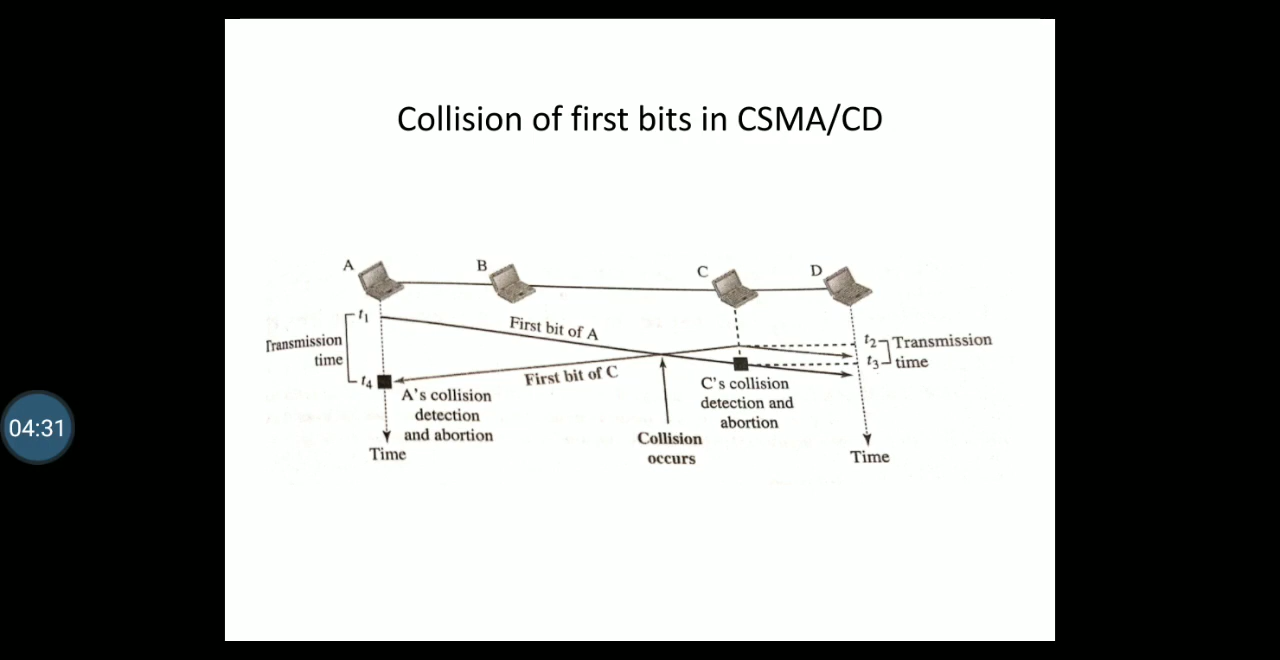 Collision of first bits in CSMA/CD
A
B
C
D
t1
First bit of A
t2
Transmission
time
Transmission
time
t3
t4
First bit of C
A's collision
detection
and abortion
C's collision
detection and
abortion
Collision
occurs
Time
Time
04:31